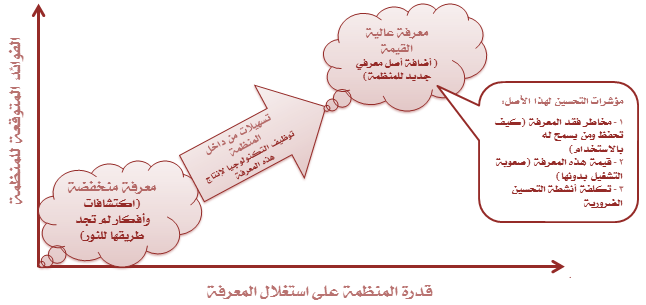 معرفة عالية
القيمة
( أضافة أصل معرفي
جديد للمنظمة)
مؤشرات التحسين لهذا الأصل:
١ - مخاطر فقد المعرفة (كيف
تحفظ ومن يسمح له
بالاستخدام)
٢ - قيمة هذه المعرفة (صعوبة
التشغيل بدونها)
٣ - تكلفة أنشطة التحسين
الضرورية
تسهيلات من داخل
المنظمة
توظيف التكنولوجيا لإنتاج
هذه المعرفة
معرفة منخفضة
(اكتشافات
وأفكار لم تجد
طريقها للنور)
الفوائد المتوقعة للمنظمة
قدرة المنظمة على استغلال المعرفة